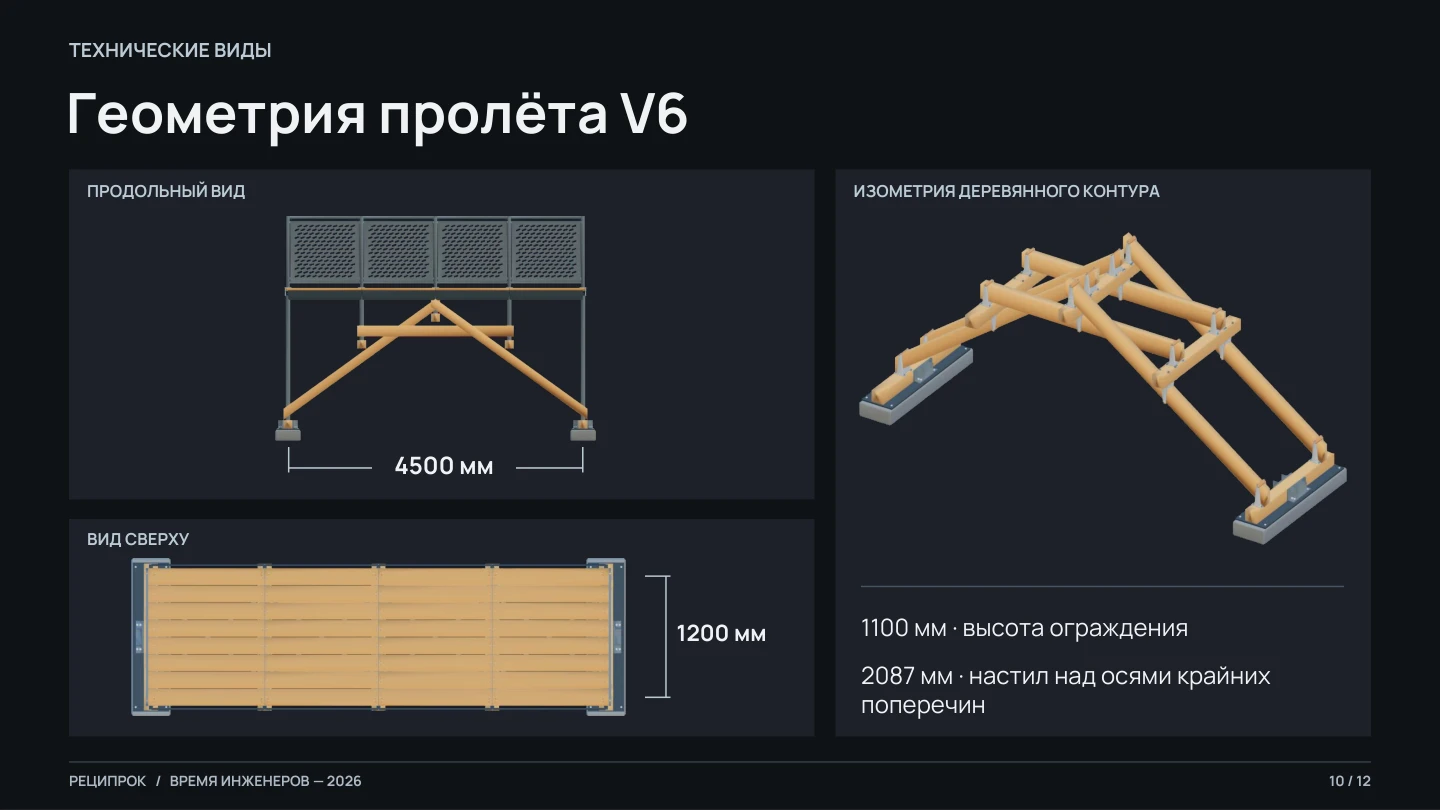 ТЕХНИЧЕСКИЕ ВИДЫ
Геометрия пролёта V6
ПРОДОЛЬНЫЙ ВИД
4500 мм
ВИД СВЕРХУ
1200 мм
ИЗОМЕТРИЯ ДЕРЕВЯННОГО КОНТУРА
1100 мм · высота ограждения
2087 мм · настил над осями крайних
поперечин
РЕЦИПРОК / ВРЕМЯ ИНЖЕНЕРОВ — 2026
10 / 12